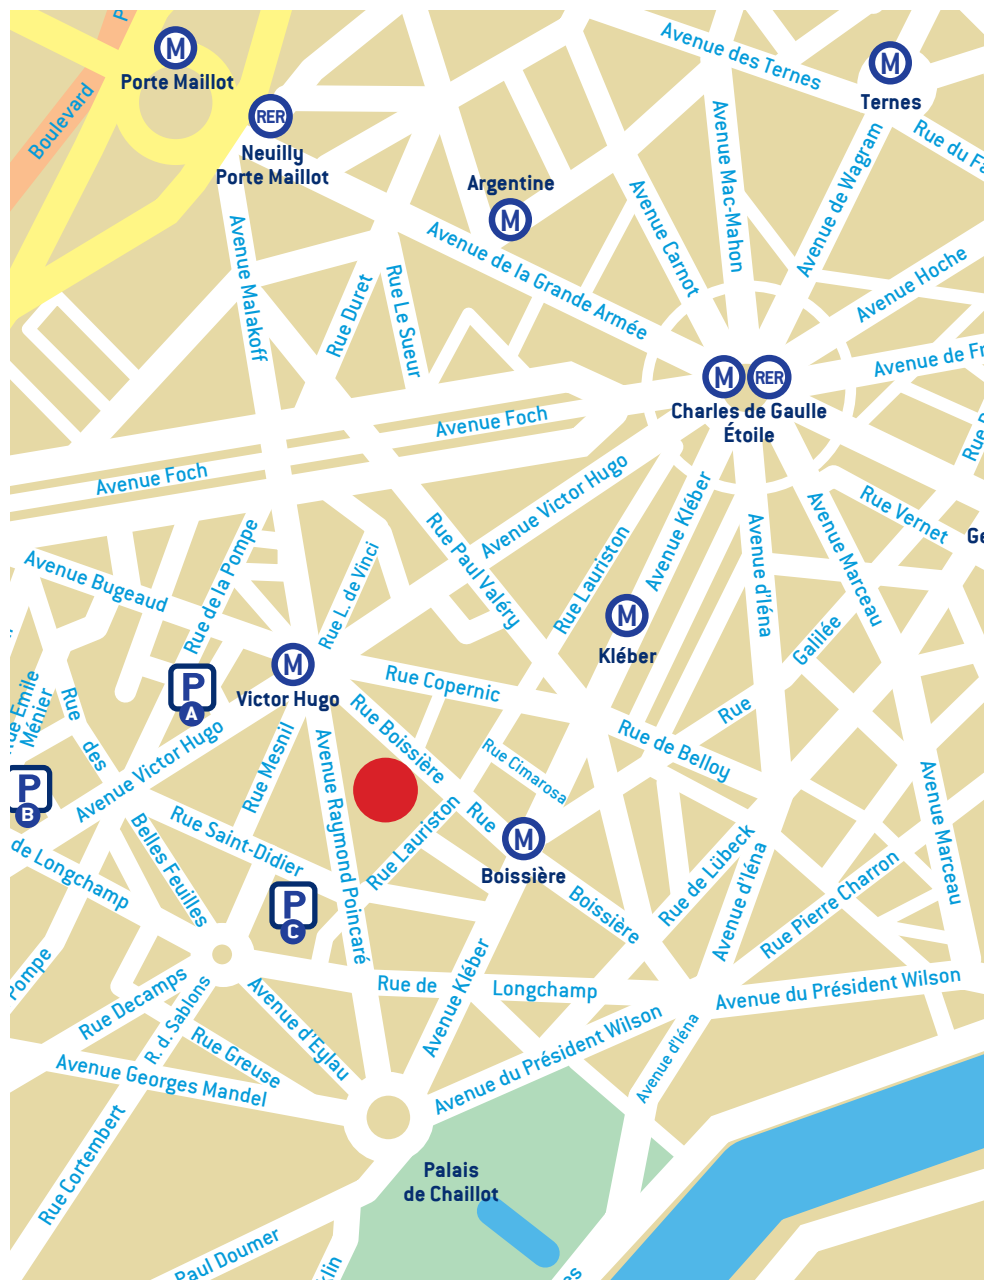 M
Porte Maillot
Boulevard
RER
Neuilly
Porte Maillot
Argentine
M
Avenue des Ternes
M
Ternes
Rue du Fa
Avenue Mac-Mahon
Avenue de Wagram
Avenue Carnot
Avenue Hoche
Avenue de Fr
Avenue de la Grande Armée
Avenue Malakoff
Rue Duret
Rue Le Sueur
M
RER
Charles de Gaulle
Étoile
Avenue Foch
Avenue Foch
Avenue Victor Hugo
Avenue Kléber
Rue Vernet
Ge
Avenue Marceau
Avenue d'Iéna
Rue Lauriston
Rue Paul Valéry
Rue L. de Vinci
Rue de la Pompe
Avenue Bugeaud
M
Kléber
Galilée
Rue
M
Victor Hugo
Rue Copernic
Rue Boissière
Rue de Belloy
Rue Cimarosa
P
A
Rue Emile
Ménier
Rue
des
Belles Feuilles
P
B
Avenue Victor Hugo
Rue Mesnil
Avenue Raymond Poincaré
Rue Saint-Didier
Rue Lauriston
Rue
M
Boissière
Boissière
Rue de Lübeck
Avenue d'Iéna
Rue Pierre Charron
Avenue Marceau
de Longchamp
P
C
Pompe
Rue Decamps
R. d. Sablons
Avenue d'Eylau
Rue Greuse
Rue de
Longchamp
Avenue Kléber
Avenue du Président Wilson
Avenue du Président Wilson
Avenue d'Iéna
Avenue Georges Mandel
Rue Cortembert
Palais
de Chaillot
Paul Doumer
klin
es